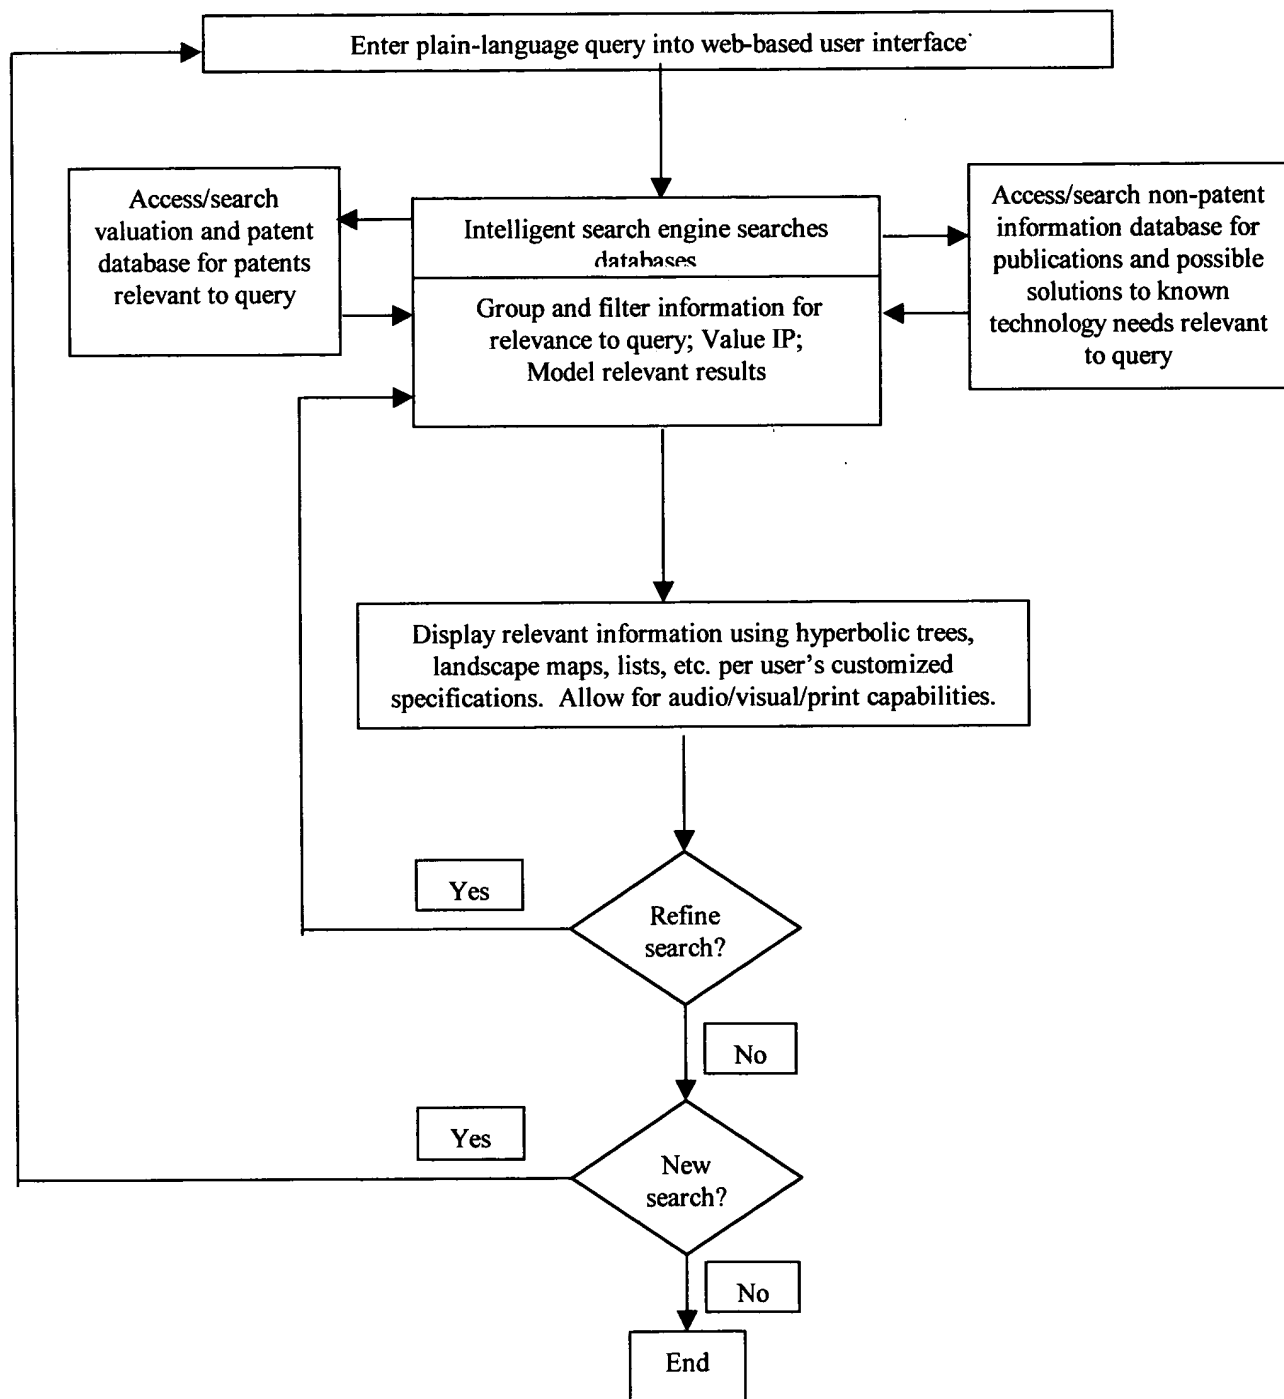 Enter plain-language query into web-based user interface
Access/search
valuation and patent
database for patents
relevant to query
Intelligent search engine searches
databases
Group and filter information for
relevance to query; Value IP;
Model relevant results
Access/search non-patent
information database for
publications and possible
solutions to known
technology needs relevant
to query
Display relevant information using hyperbolic trees,
landscape maps, lists, etc. per user's customized
specifications. Allow for audio/visual/print capabilities.
Yes
Refine
search?
No
Yes
New
search?
No
End